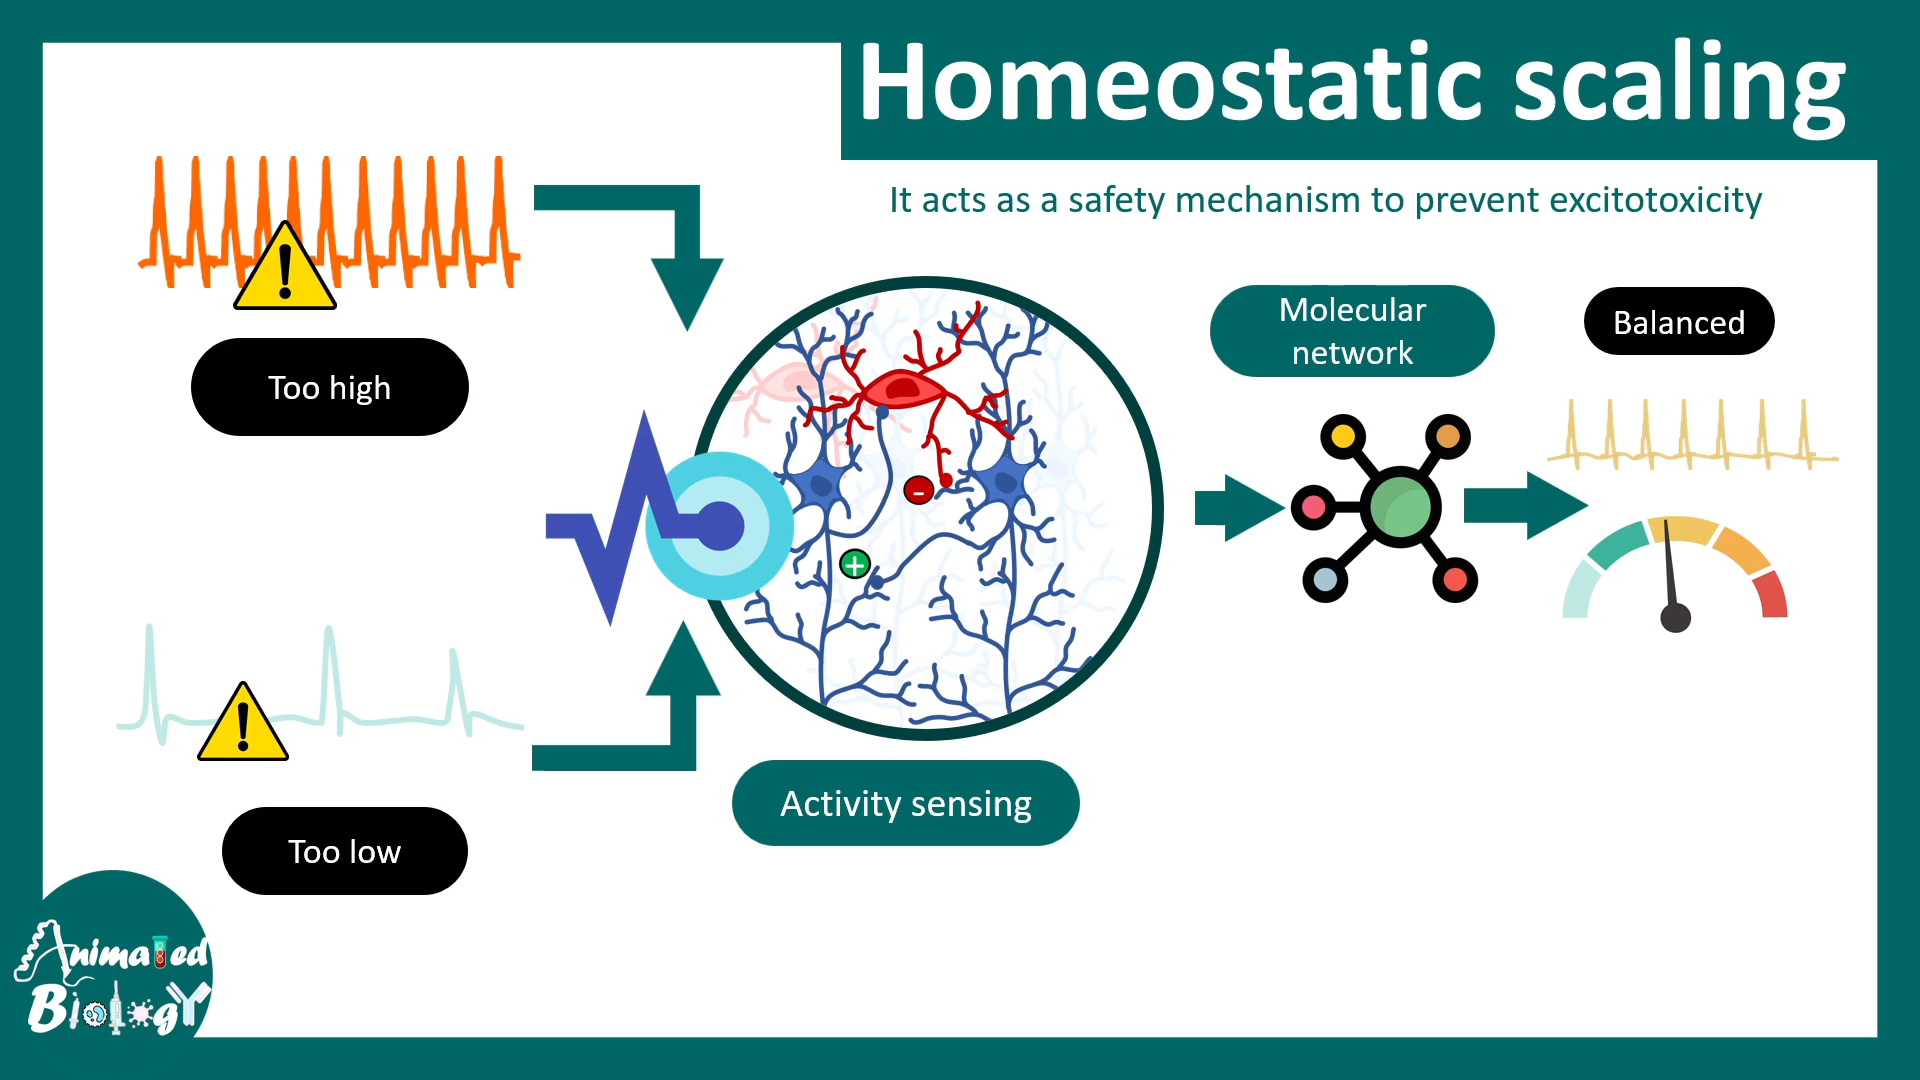 Homeostatic scaling
It acts as a safety mechanism to prevent excitotoxicity
Too high
Molecular
network
Balanced
-
+
Activity sensing
Too low
Animated
Biology